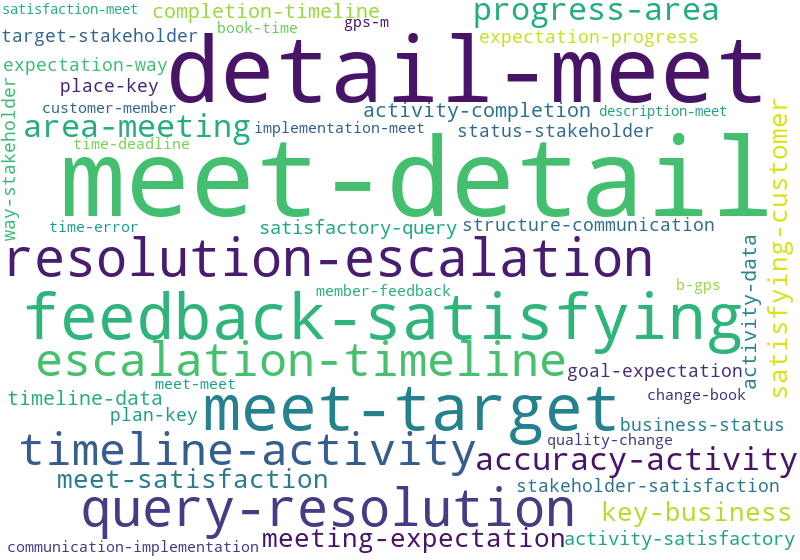 satisfaction-meet
completion-timeline
gps-m
progress-area
target-stakeholder
book-time
expectation-progress
expectation-way
detail-meet
place-key
customer-member
activity-completion
description-meet
area-meeting
implementation-meet
status-stakeholder
time-deadline
way-stakeholder
meet-detail
satisfying-customer
time-error
satisfactory-query
structure-communication
resolution-escalation
activity-data
member-feedback
b-gps
feedback-satisfying
escalation-timeline
goal-expectation
meet-meet
timeline-data
meet-target
change-book
plan-key
business-status
timeline-activity
quality-change
accuracy-activity
meet-satisfaction
stakeholder-satisfaction
query-resolution
key-business
communication-implementation
meeting-expectation
activity-satisfactory